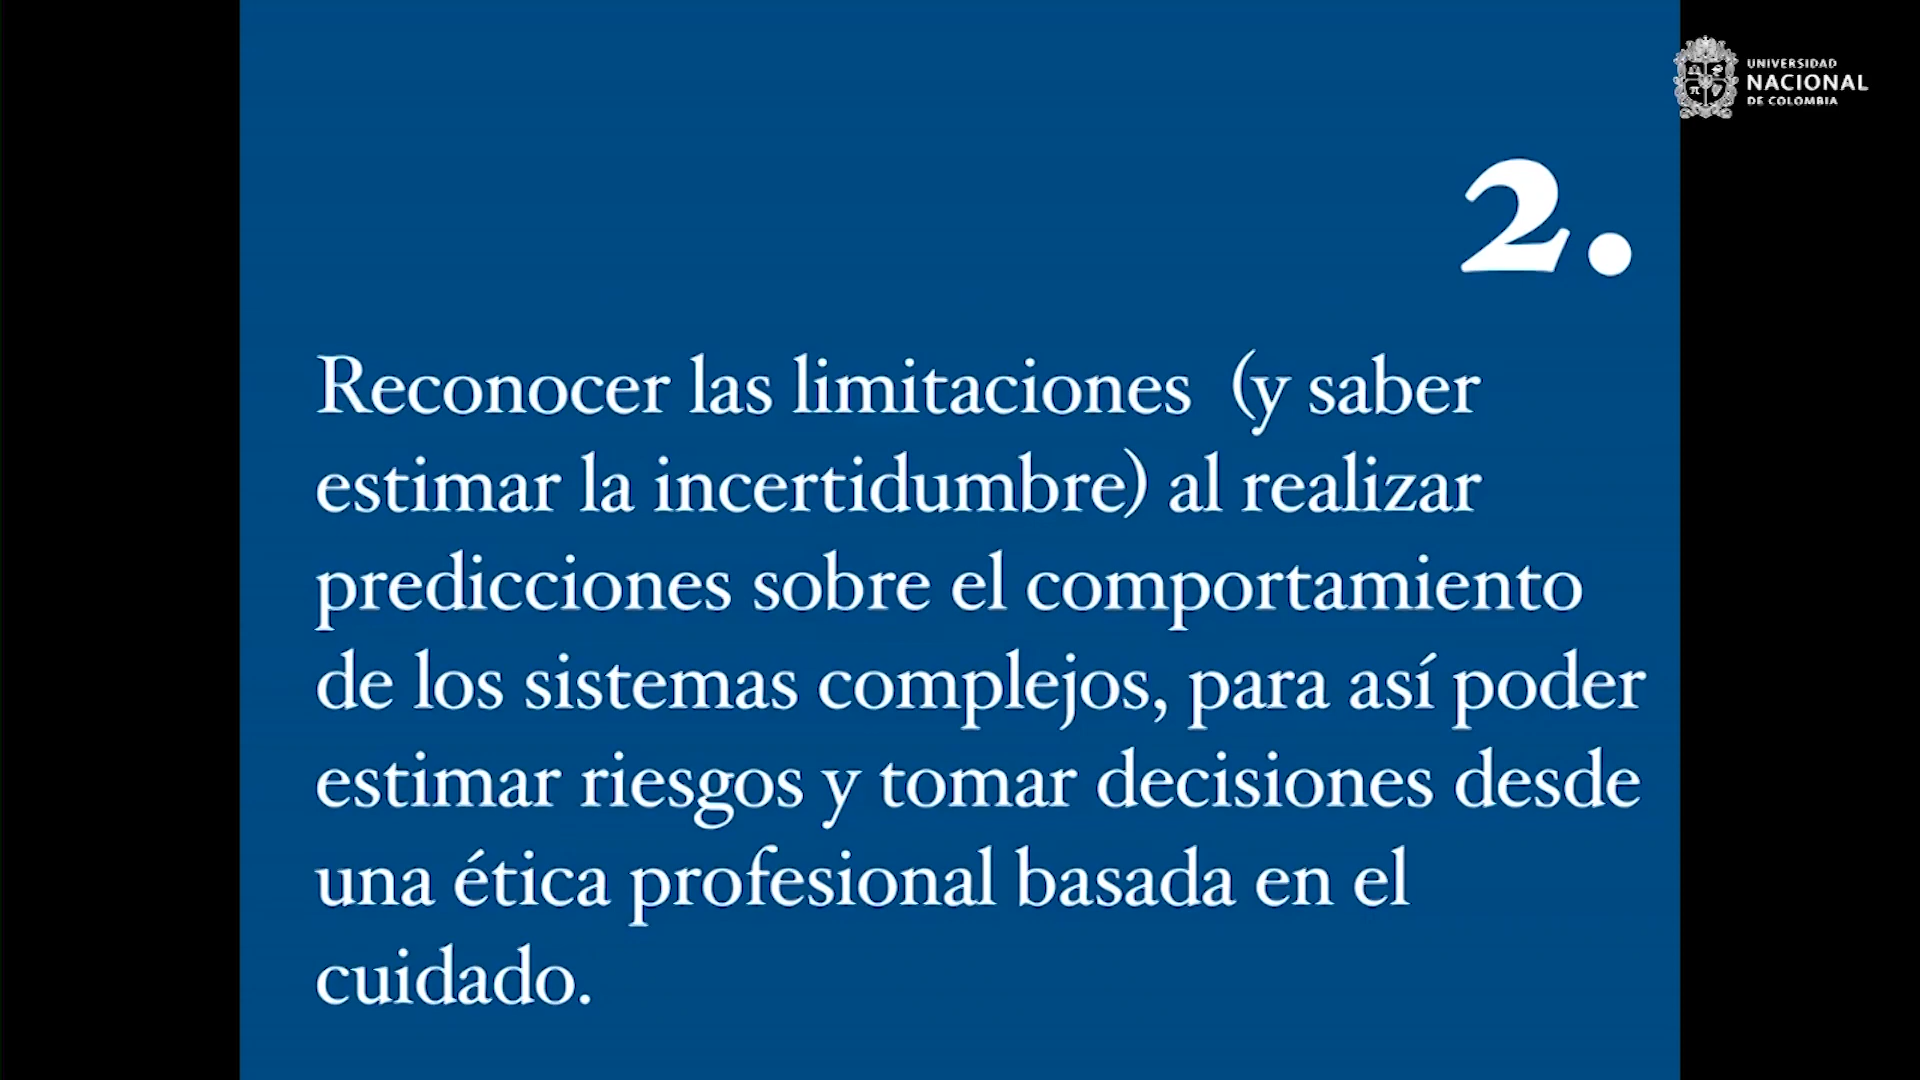 UNIVERSIDAD
NACIONAL
DE COLOMBIA
2.
Reconocer las limitaciones (y saber
estimar la incertidumbre) al realizar
predicciones sobre el comportamiento
de los sistemas complejos, para así poder
estimar riesgos y tomar decisiones desde
una ética profesional basada en el
cuidado.